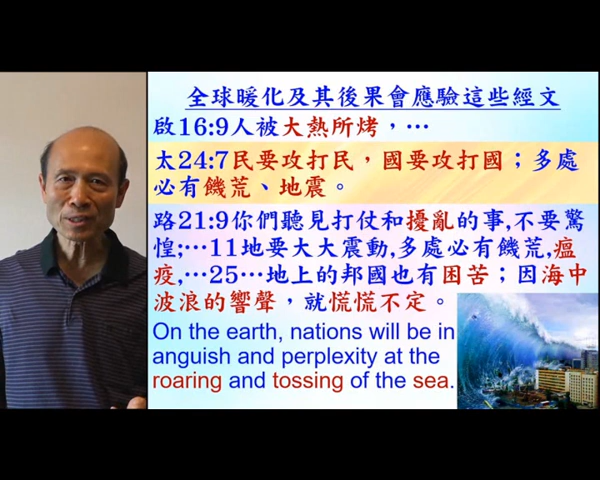 全球暖化及其後果會應驗這些經文
啟16:9人被大熱所烤，…
太24:7民要攻打民，國要攻打國；多處
必有饑荒、地震。
路21:9你們聽見打仗和擾亂的事,不要驚
惶;…11地要大大震動,多處必有饑荒,瘟
疫,…25…地上的邦國也有困苦；因海中
波浪的響聲，就慌慌不定。
On the earth, nations will be in
anguish and perplexity at the
roaring and tossing of the sea.